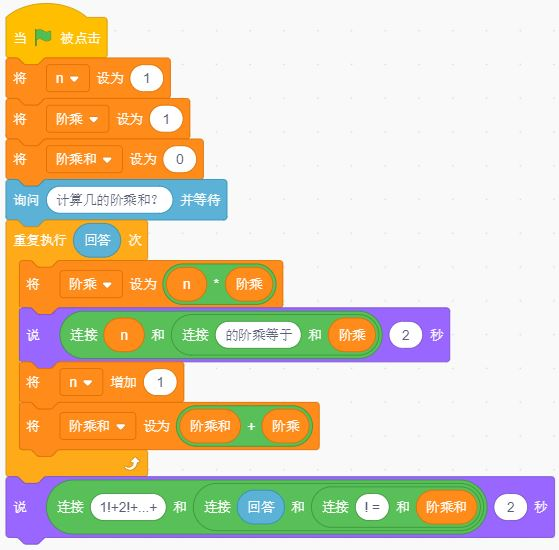 当 被点击
将 n 设为 1
将 阶乘 设为 1
将 阶乘和 设为 0
询问 计算几的阶乘和? 并等待
重复执行 回答 次
将 阶乘 设为 n * 阶乘
说 连接 n 和 连接 的阶乘等于 和 阶乘 2 秒
将 n 增加 1
将 阶乘和 设为 阶乘和 + 阶乘
说 连接 1!+2!+...+ 和 连接 回答 和 连接 ! = 和 阶乘和 2 秒